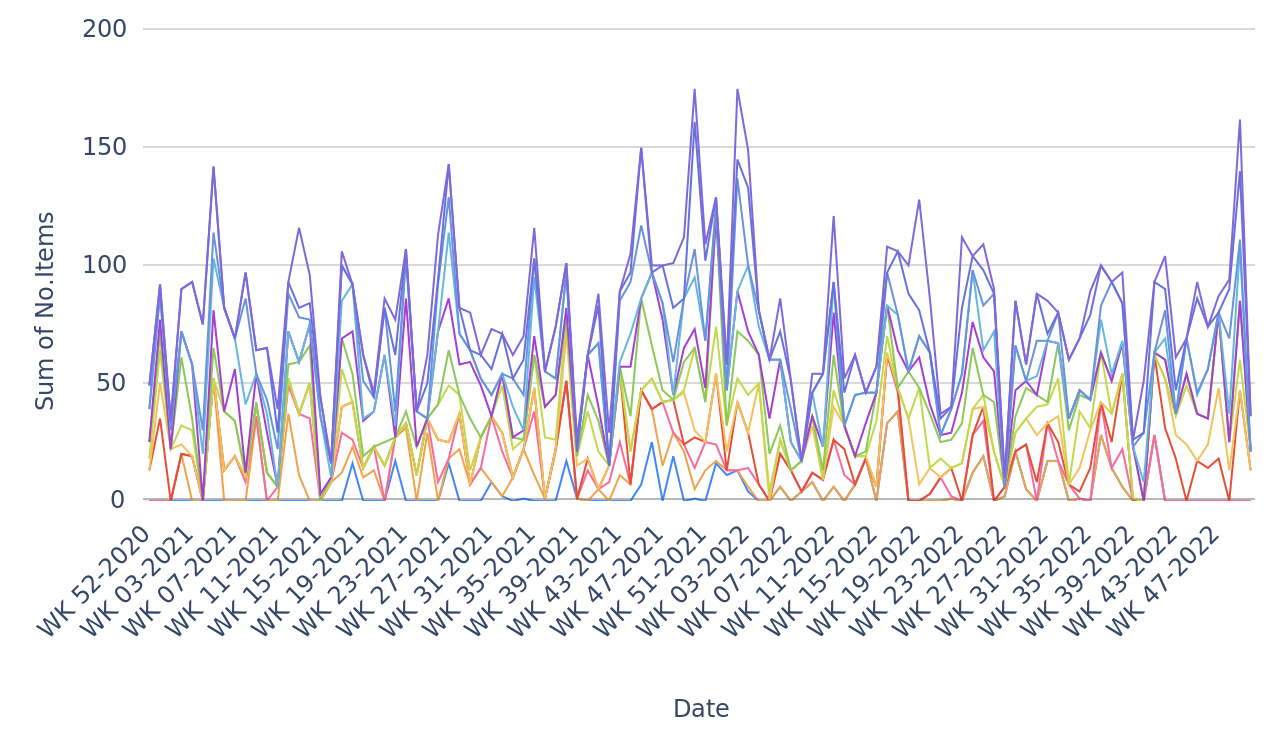 200
150
100
50
0
Sum of No.Items
WK 52-2020
WK 03-2021
WK 07-2021
WK 11-2021
WK 15-2021
WK 19-2021
WK 23-2021
WK 27-2021
WK 31-2021
WK 35-2021
WK 39-2021
WK 43-2021
WK 47-2021
WK 51-2021
WK 03-2022
WK 07-2022
WK 11-2022
WK 15-2022
WK 19-2022
WK 23-2022
WK 27-2022
WK 31-2022
WK 35-2022
WK 39-2022
WK 43-2022
WK 47-2022
Date